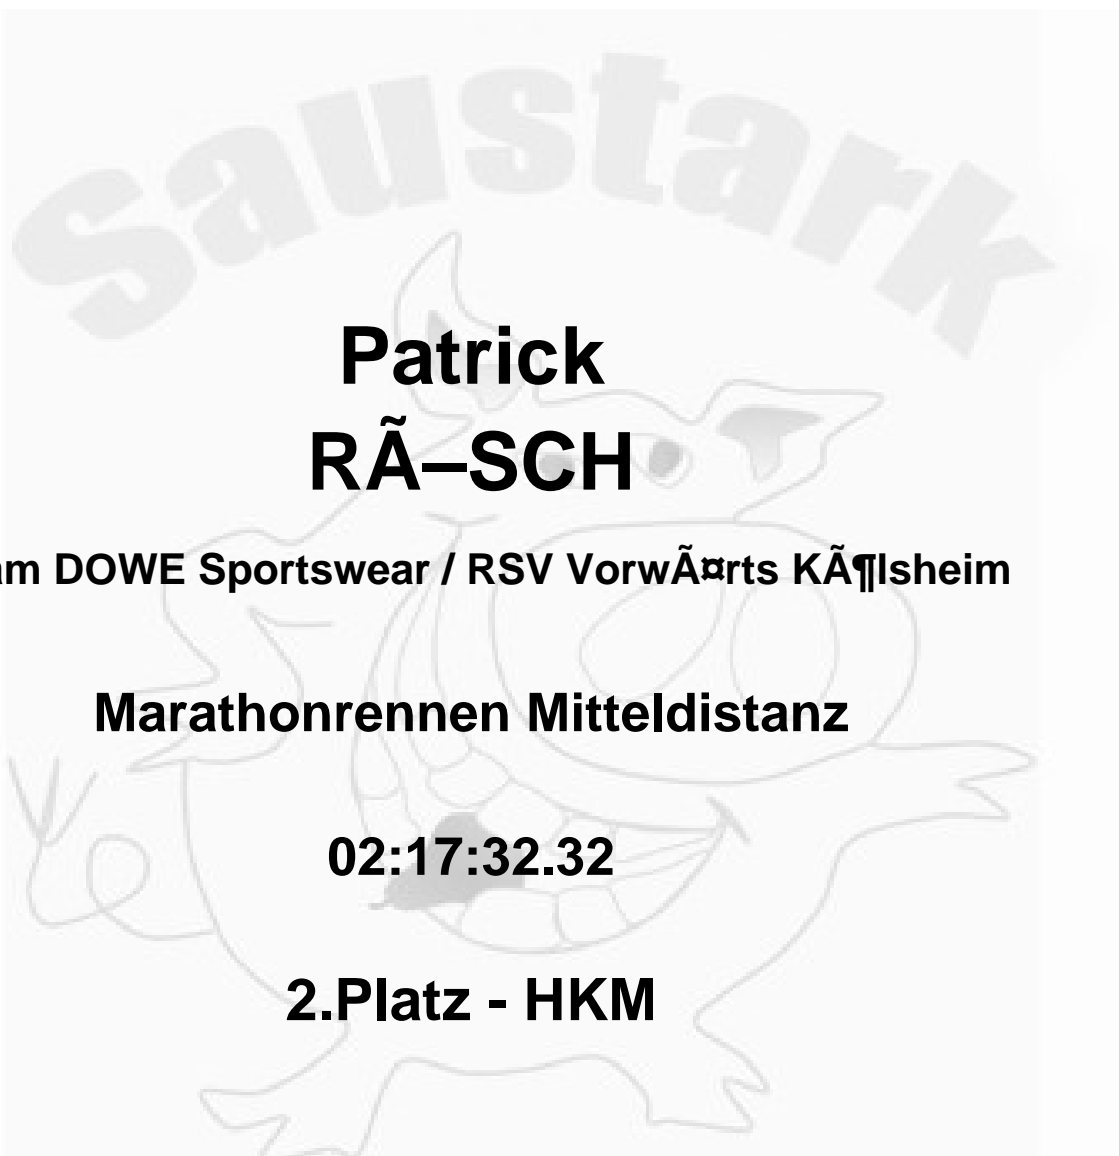 Saustark
Patrick
RÃ–SCH
am DOWE Sportswear / RSV VorwÃ¤rts KÃ¶lsheim
Marathonrennen Mitteldistanz
02:17:32.32
2.Platz - HKM